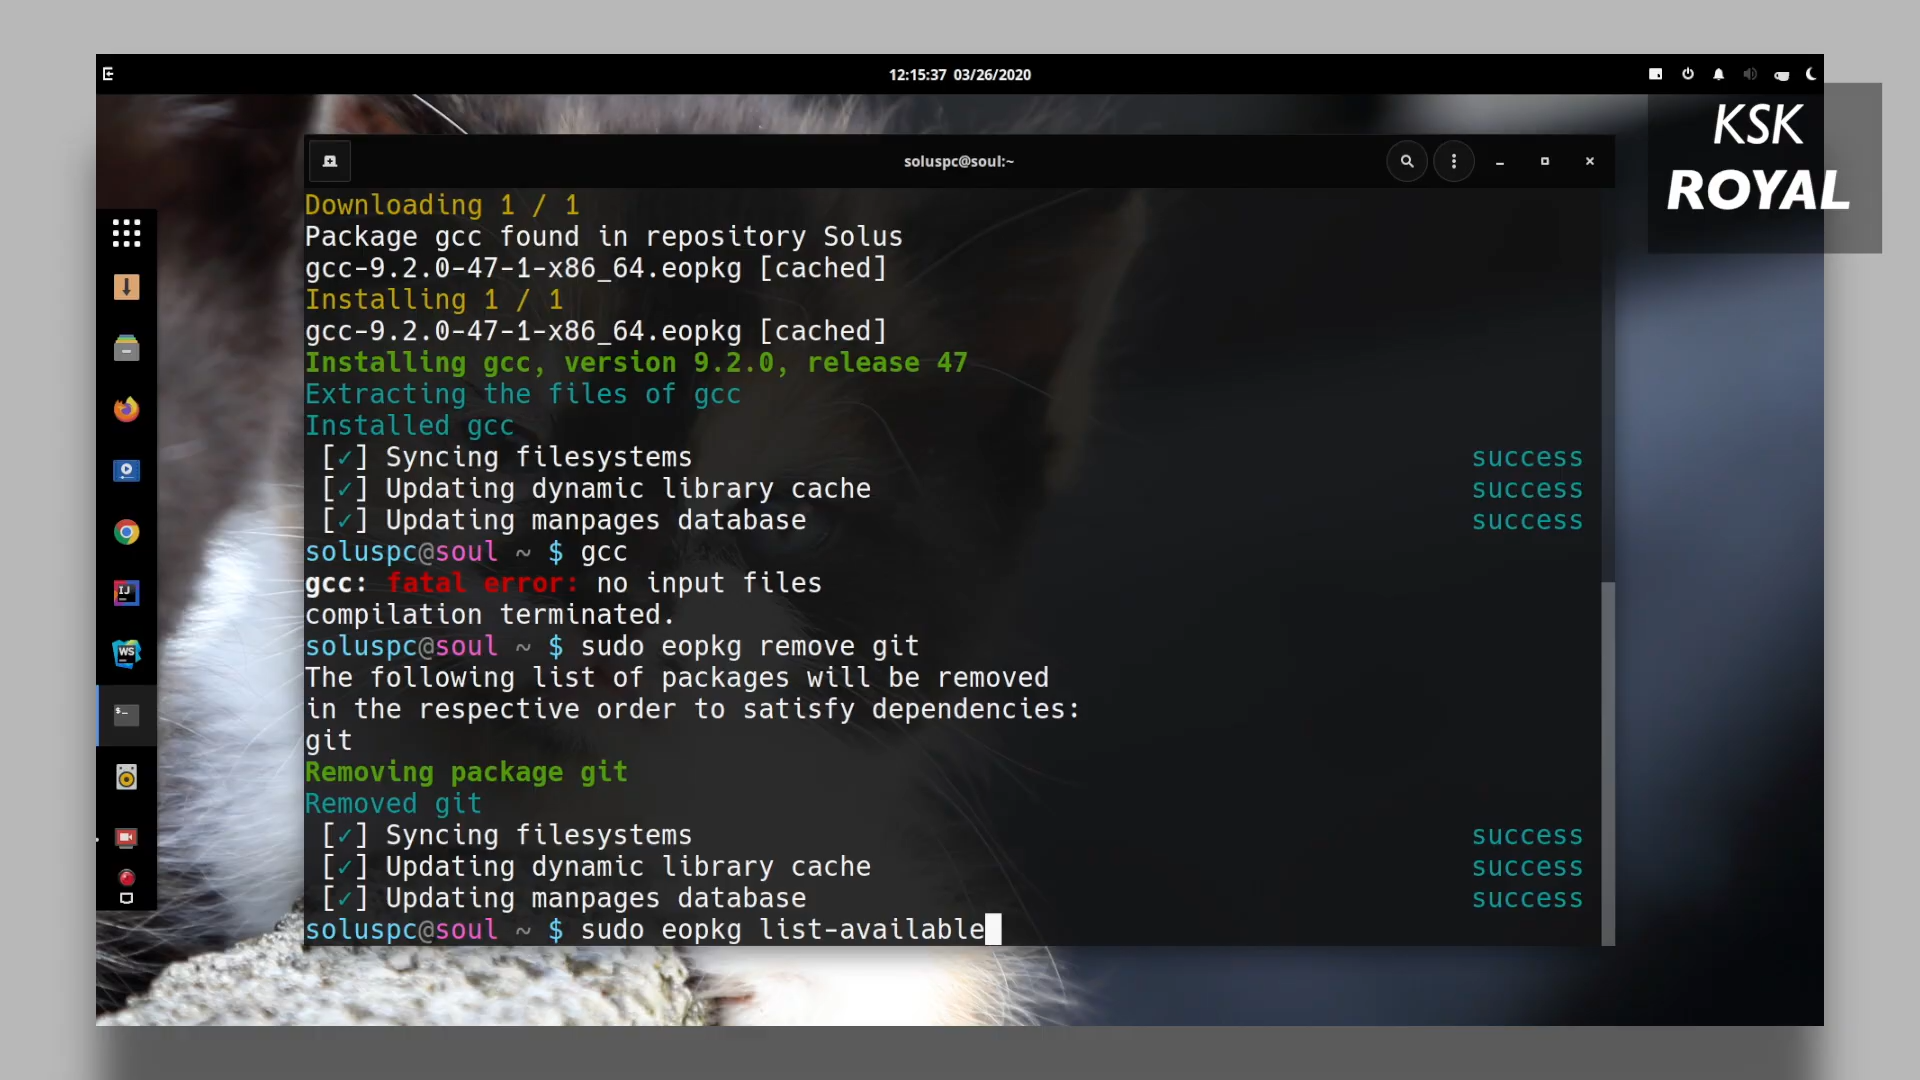 12:15:37 03/26/2020
KSK
ROYAL
soluspc@soul:~
Downloading 1 / 1
Package gcc found in repository Solus
gcc-9.2.0-47-1-x86_64.eopkg [cached]
Installing 1 / 1
gcc-9.2.0-47-1-x86_64.eopkg [cached]
Installing gcc, version 9.2.0, release 47
Extracting the files of gcc
Installed gcc
[✓] Syncing filesystems success
[✓] Updating dynamic library cache success
[✓] Updating manpages database success
soluspc@soul ~ $ gcc
gcc: fatal error: no input files
compilation terminated.
soluspc@soul ~ $ sudo eopkg remove git
The following list of packages will be removed
in the respective order to satisfy dependencies:
git
Removing package git
Removed git
[✓] Syncing filesystems success
[✓] Updating dynamic library cache success
[✓] Updating manpages database success
soluspc@soul ~ $ sudo eopkg list-available
IJ
WS
$_